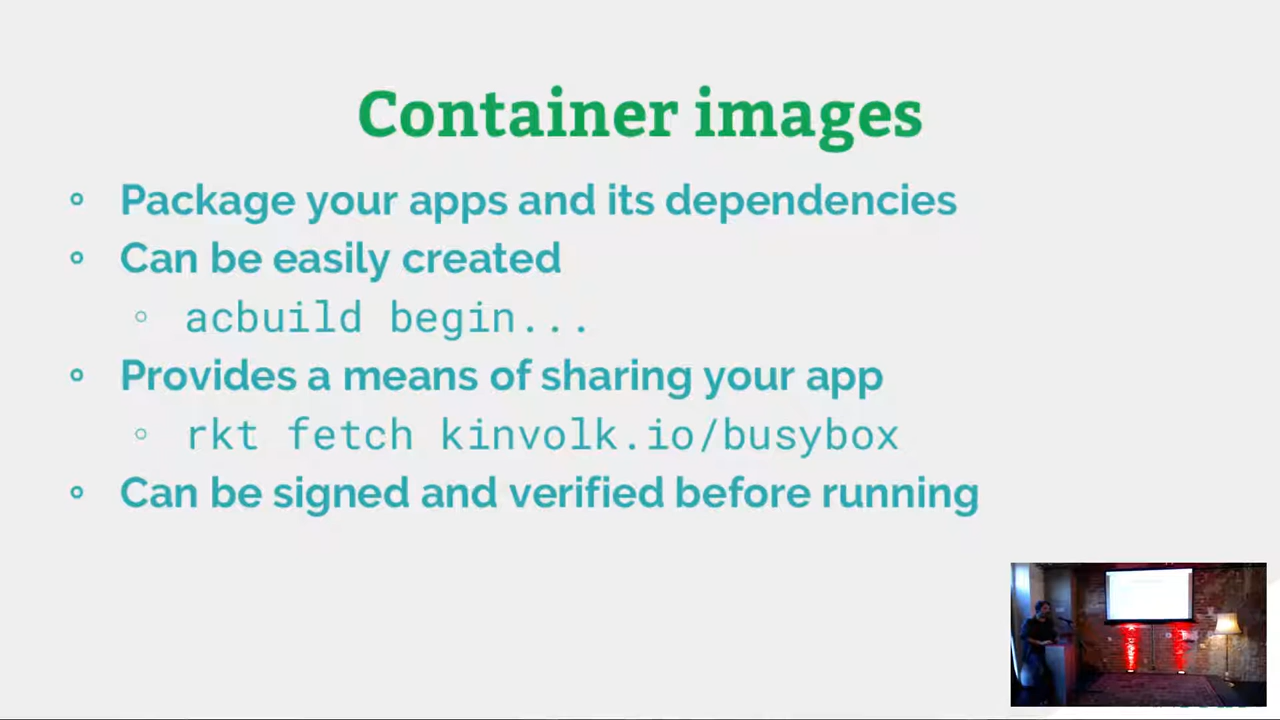 Container images
Package your apps and its dependencies
Can be easily created
acbuild begin...
Provides a means of sharing your app
rkt fetch kinvolk.io/busybox
Can be signed and verified before running